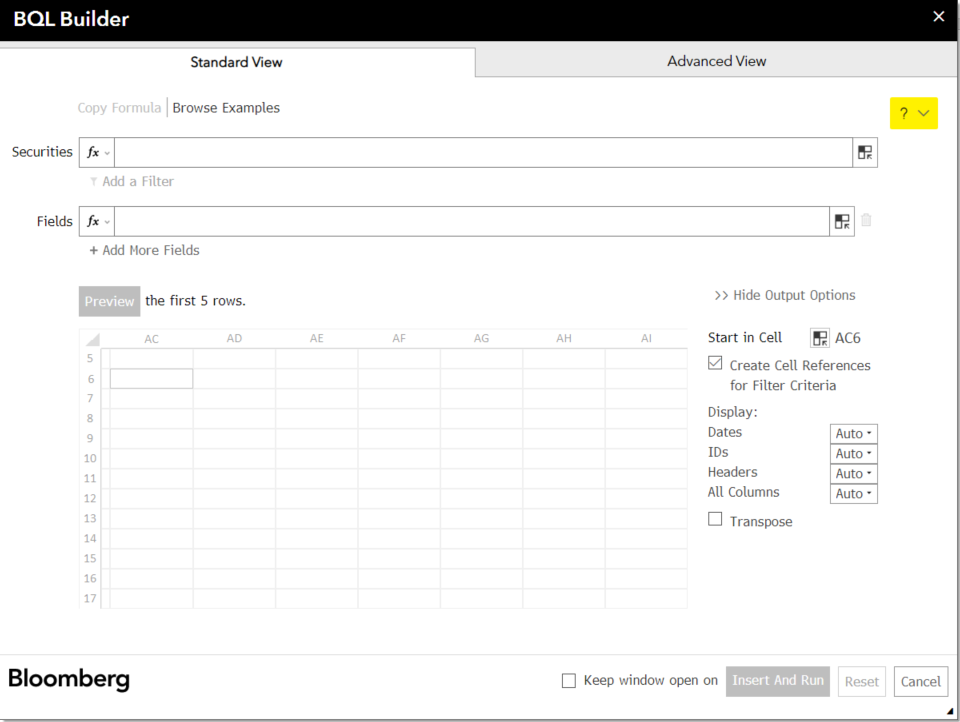 BQL Builder
Standard View
Advanced View
Copy Formula
Browse Examples
?
Securities
fx
Add a Filter
Fields
fx
+ Add More Fields
Preview the first 5 rows.
>> Hide Output Options
AC AD AE AF AG AH AI
5
6
7
8
9
10
11
12
13
14
15
16
17
Start in Cell AC6
Create Cell References
for Filter Criteria
Display:
Dates Auto
IDs Auto
Headers Auto
All Columns Auto
Transpose
Bloomberg
Keep window open on
Insert And Run
Reset
Cancel